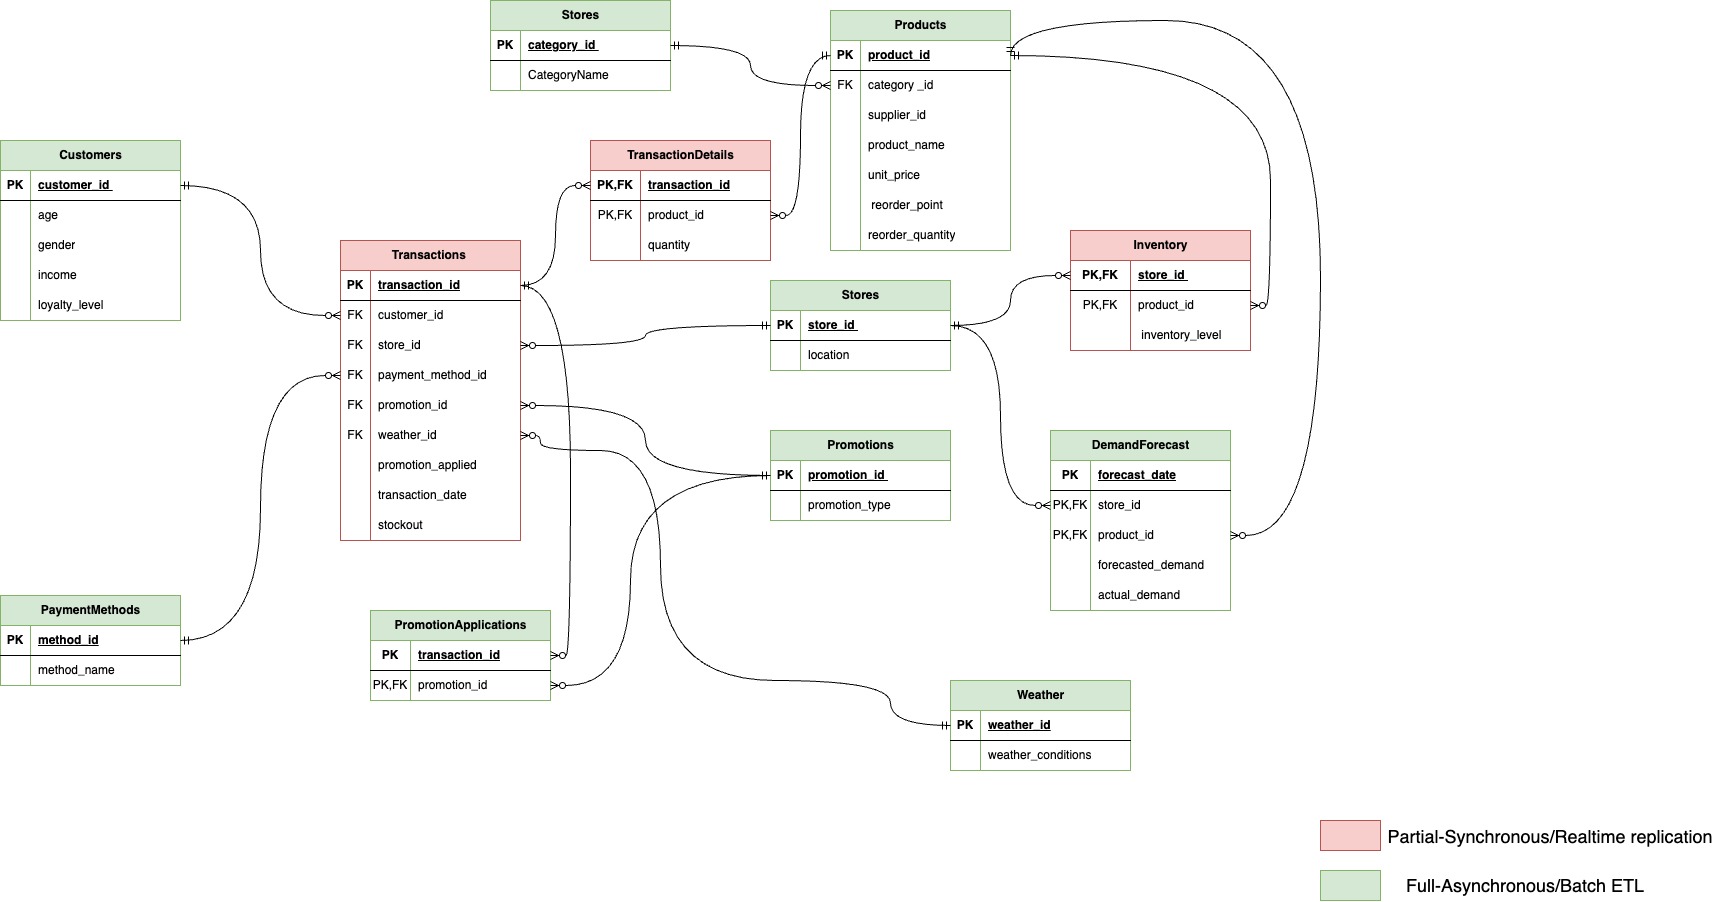 Stores
PK category_id
CategoryName
Products
PK product_id
FK category _id
supplier_id
product_name
unit_price
reorder_point
reorder_quantity
Customers
PK customer_id
age
gender
income
loyalty_level
TransactionDetails
PK,FK transaction_id
PK,FK product_id
quantity
Transactions
PK transaction_id
FK customer_id
FK store_id
FK payment_method_id
FK promotion_id
FK weather_id
promotion_applied
transaction_date
stockout
Stores
PK store_id
location
Inventory
PK,FK store_id
PK,FK product_id
inventory_level
Promotions
PK promotion_id
promotion_type
DemandForecast
PK forecast_date
PK,FK store_id
PK,FK product_id
forecasted_demand
actual_demand
PaymentMethods
PK method_id
method_name
PromotionApplications
PK transaction_id
PK,FK promotion_id
Weather
PK weather_id
weather_conditions
Partial-Synchronous/Realtime replication
Full-Asynchronous/Batch ETL